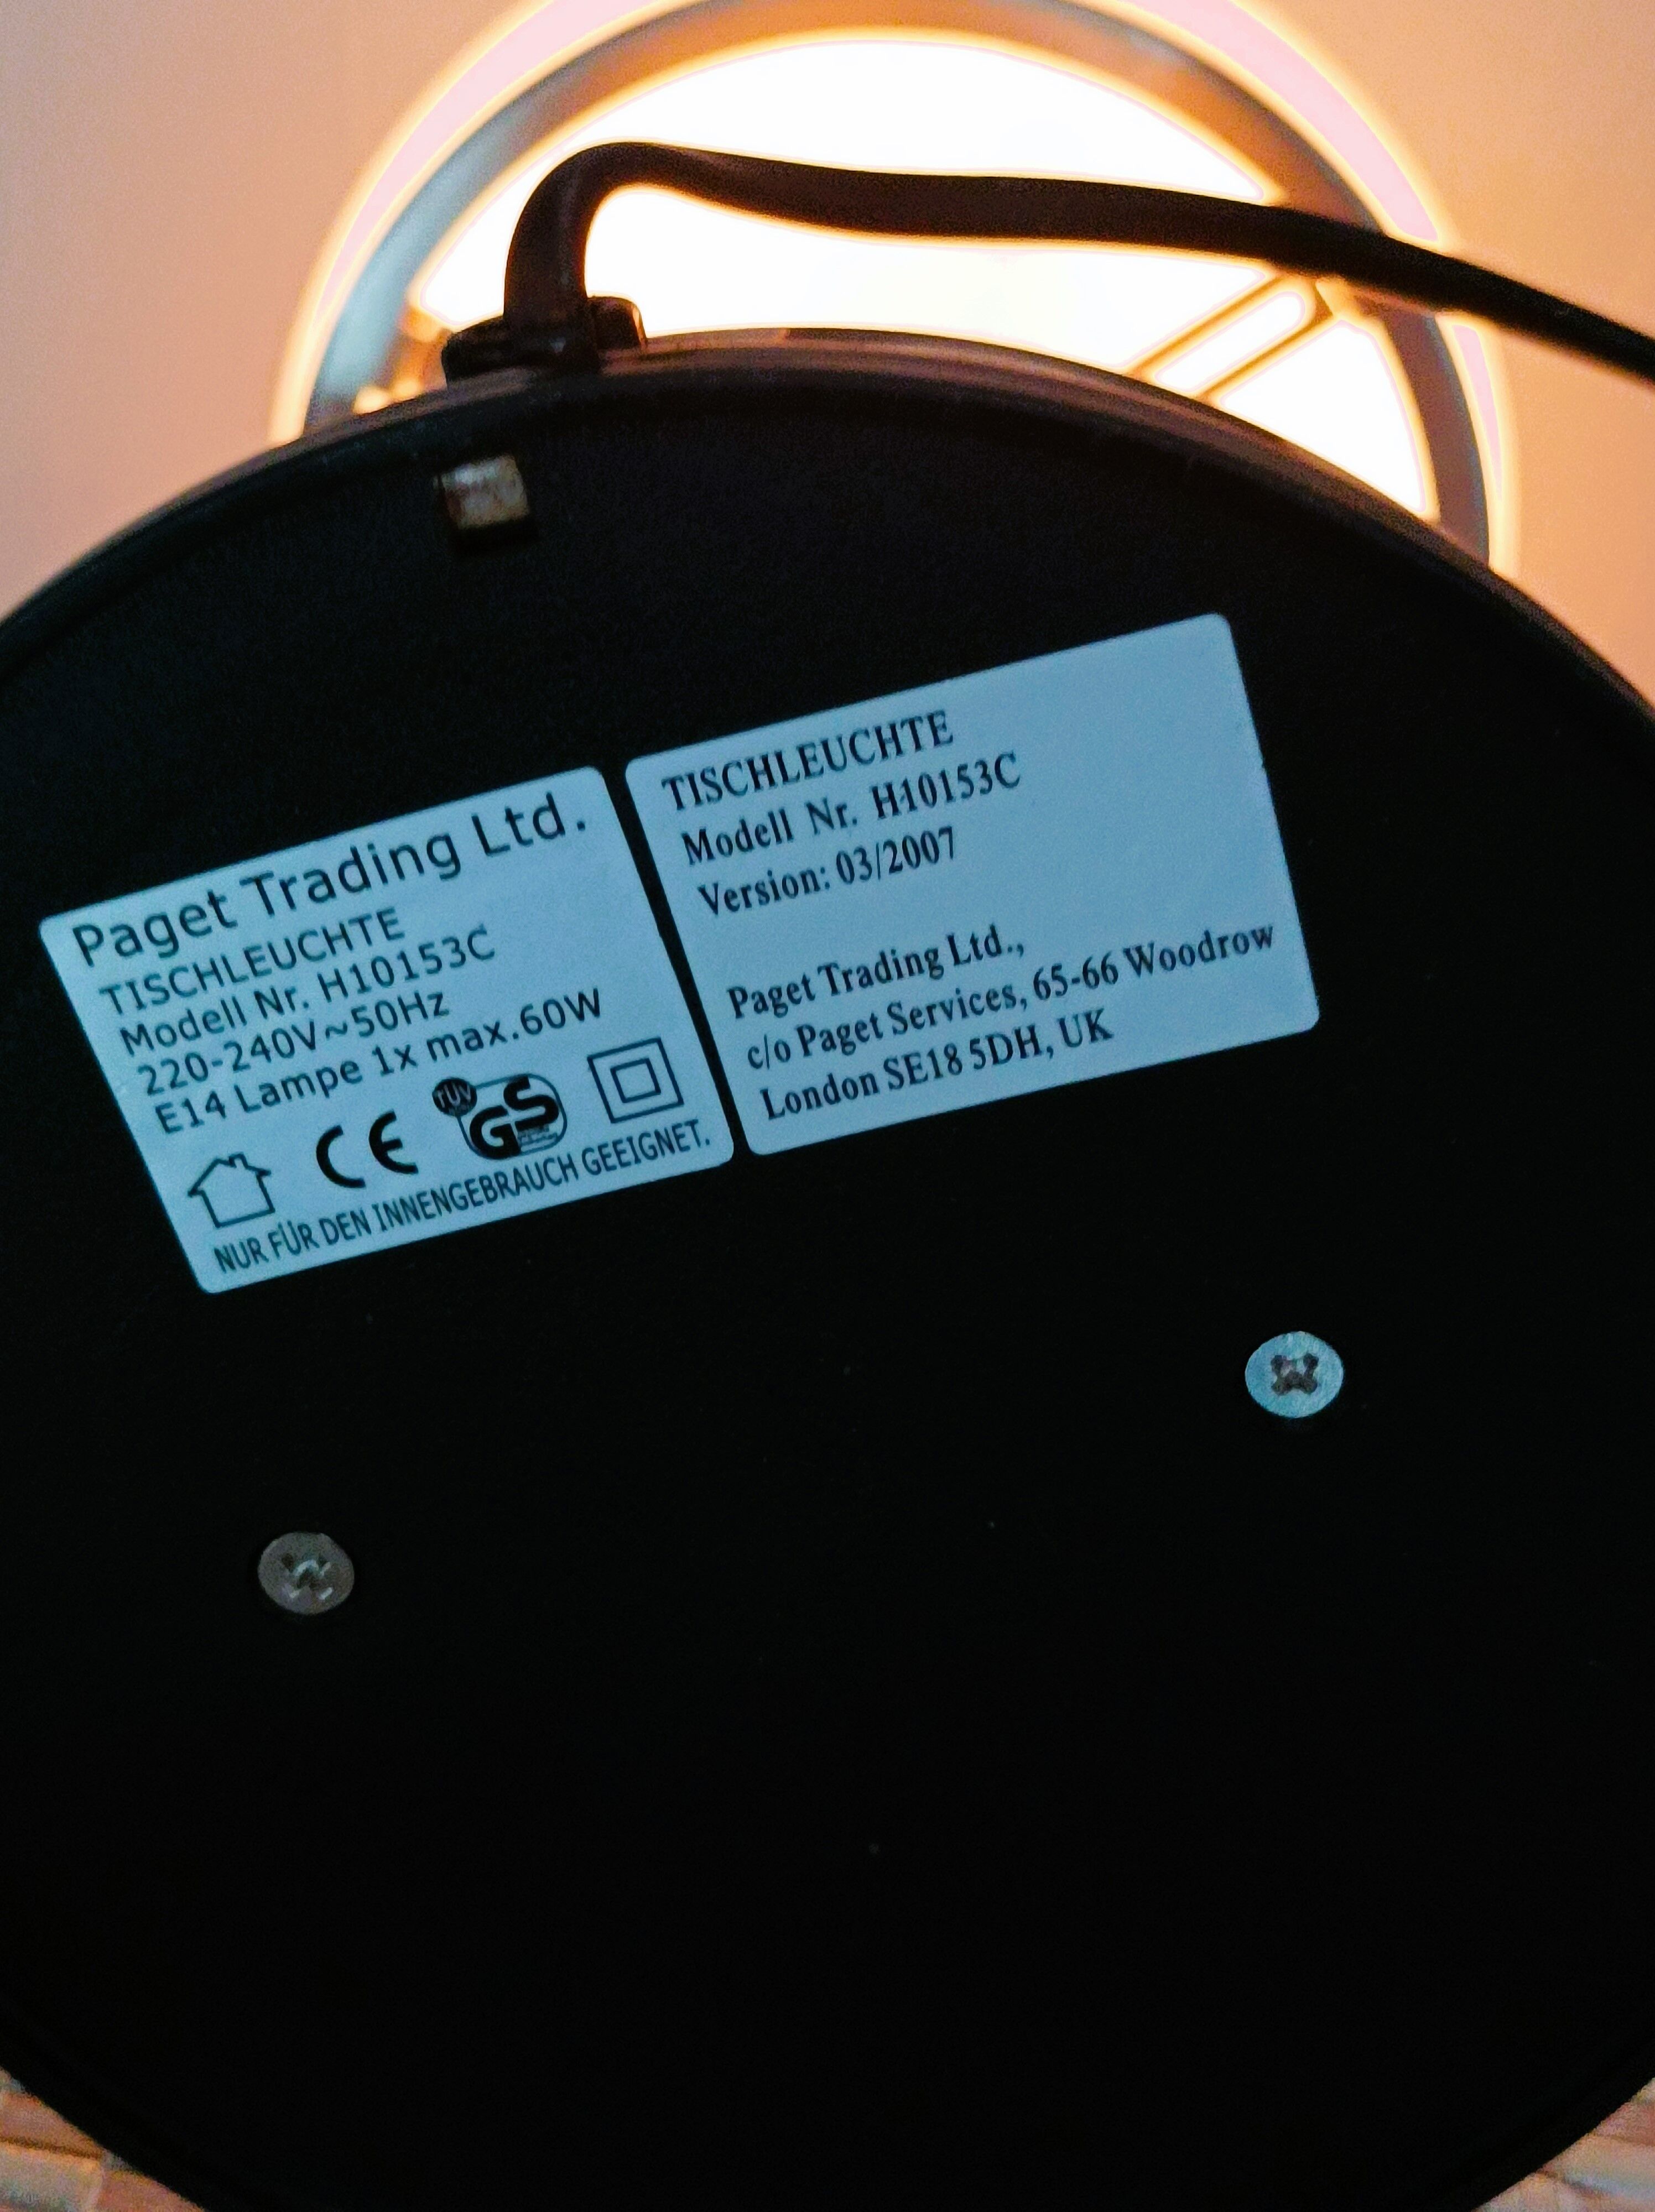 Paget Trading Ltd.
TISCHLEUCHTE
Modell Nr. H10153C
220-240V~50Hz
E14 Lampe 1x max.60W
CE TÜV GS
NUR FÜR DEN INNENGEBRAUCH GEEIGNET.
TISCHLEUCHTE
Modell Nr. H10153C
Version: 03/2007
Paget Trading Ltd.,
c/o Paget Services, 65-66 Woodrow
London SE18 5DH, UK